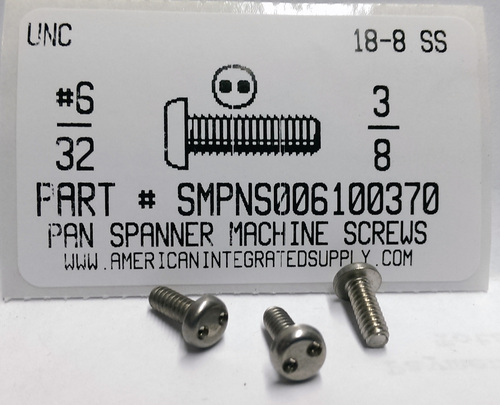 UNC 18-8 SS
#6/32 3/8
PART # SMPNS006100370
PAN SPANNER MACHINE SCREWS
WWW.AMERICANINTEGRATEDSUPPLY.COM